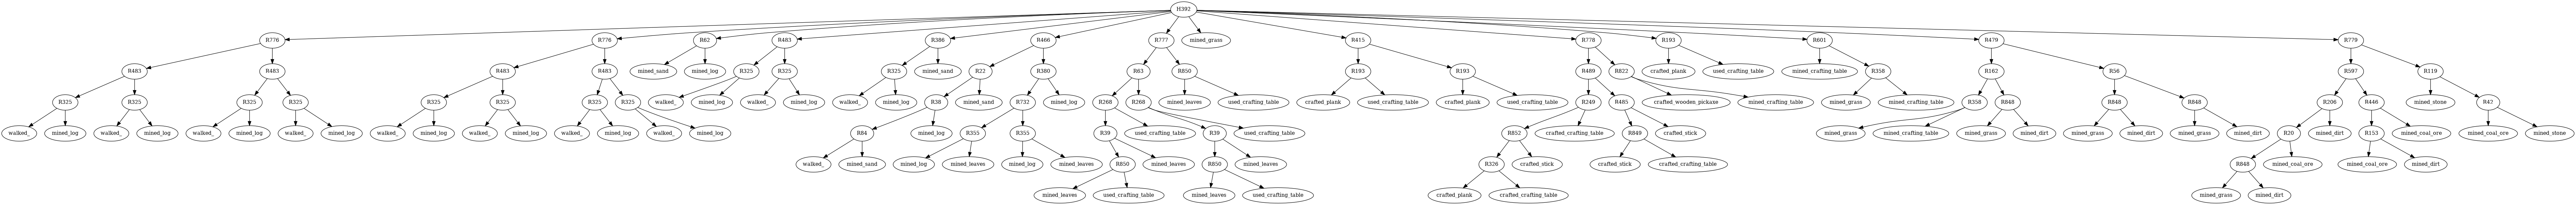 H392
R776 R776 R62 R483 R386 R466 R777 mined_grass R415 R778 R193 R601 R479 R779
R483 R483 R483 R483 mined_sand mined_log R325 R325 R325 mined_sand R22 R380 R63 R850 R193 R193 R489 R822 crafted_plank used_crafting_table mined_crafting_table R358 R162 R56 R597 R119
R325 R325 R325 R325 R325 R325 R325 R325 walked_ mined_log walked_ mined_log walked_ mined_log R38 mined_sand R732 mined_log R268 R268 mined_leaves used_crafting_table crafted_plank used_crafting_table crafted_plank used_crafting_table R249 R485 crafted_wooden_pickaxe mined_crafting_table mined_grass mined_crafting_table R358 R848 R848 R848 R206 R446 mined_stone R42
walked_ mined_log walked_ mined_log walked_ mined_log walked_ mined_log walked_ mined_log walked_ mined_log walked_ mined_log walked_ mined_log R84 mined_log R355 R355 R39 used_crafting_table R39 used_crafting_table R852 crafted_crafting_table R849 crafted_stick mined_grass mined_crafting_table mined_grass mined_dirt mined_grass mined_dirt mined_grass mined_dirt R20 mined_dirt R153 mined_coal_ore mined_coal_ore mined_stone
walked_ mined_sand mined_log mined_leaves mined_log mined_leaves R850 mined_leaves R850 mined_leaves R326 crafted_stick crafted_stick crafted_crafting_table R848 mined_coal_ore mined_coal_ore mined_dirt
mined_leaves used_crafting_table mined_leaves used_crafting_table crafted_plank crafted_crafting_table mined_grass mined_dirt